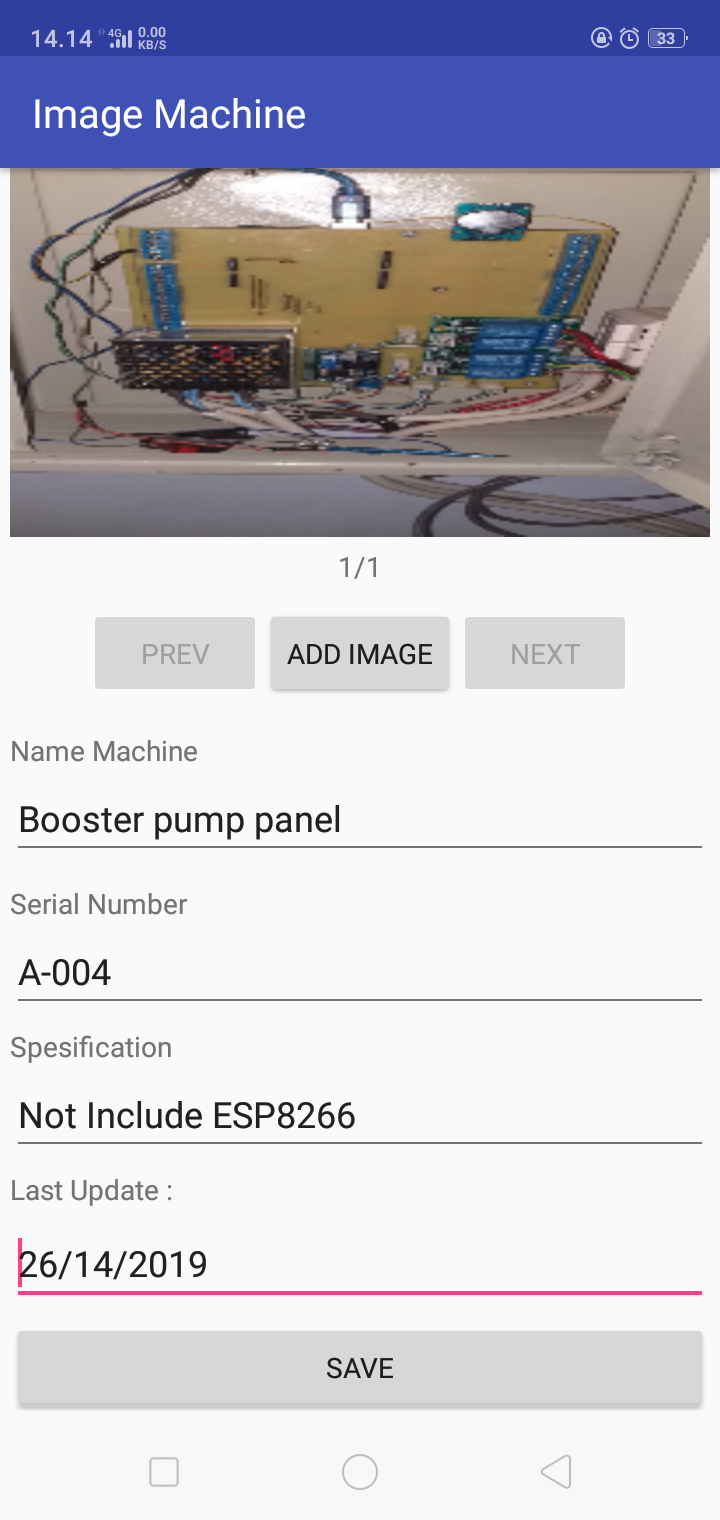 14.14 4G 0.00 KB/S 33
Image Machine
1/1
PREV ADD IMAGE NEXT
Name Machine
Booster pump panel
Serial Number
A-004
Spesification
Not Include ESP8266
Last Update :
26/14/2019
SAVE